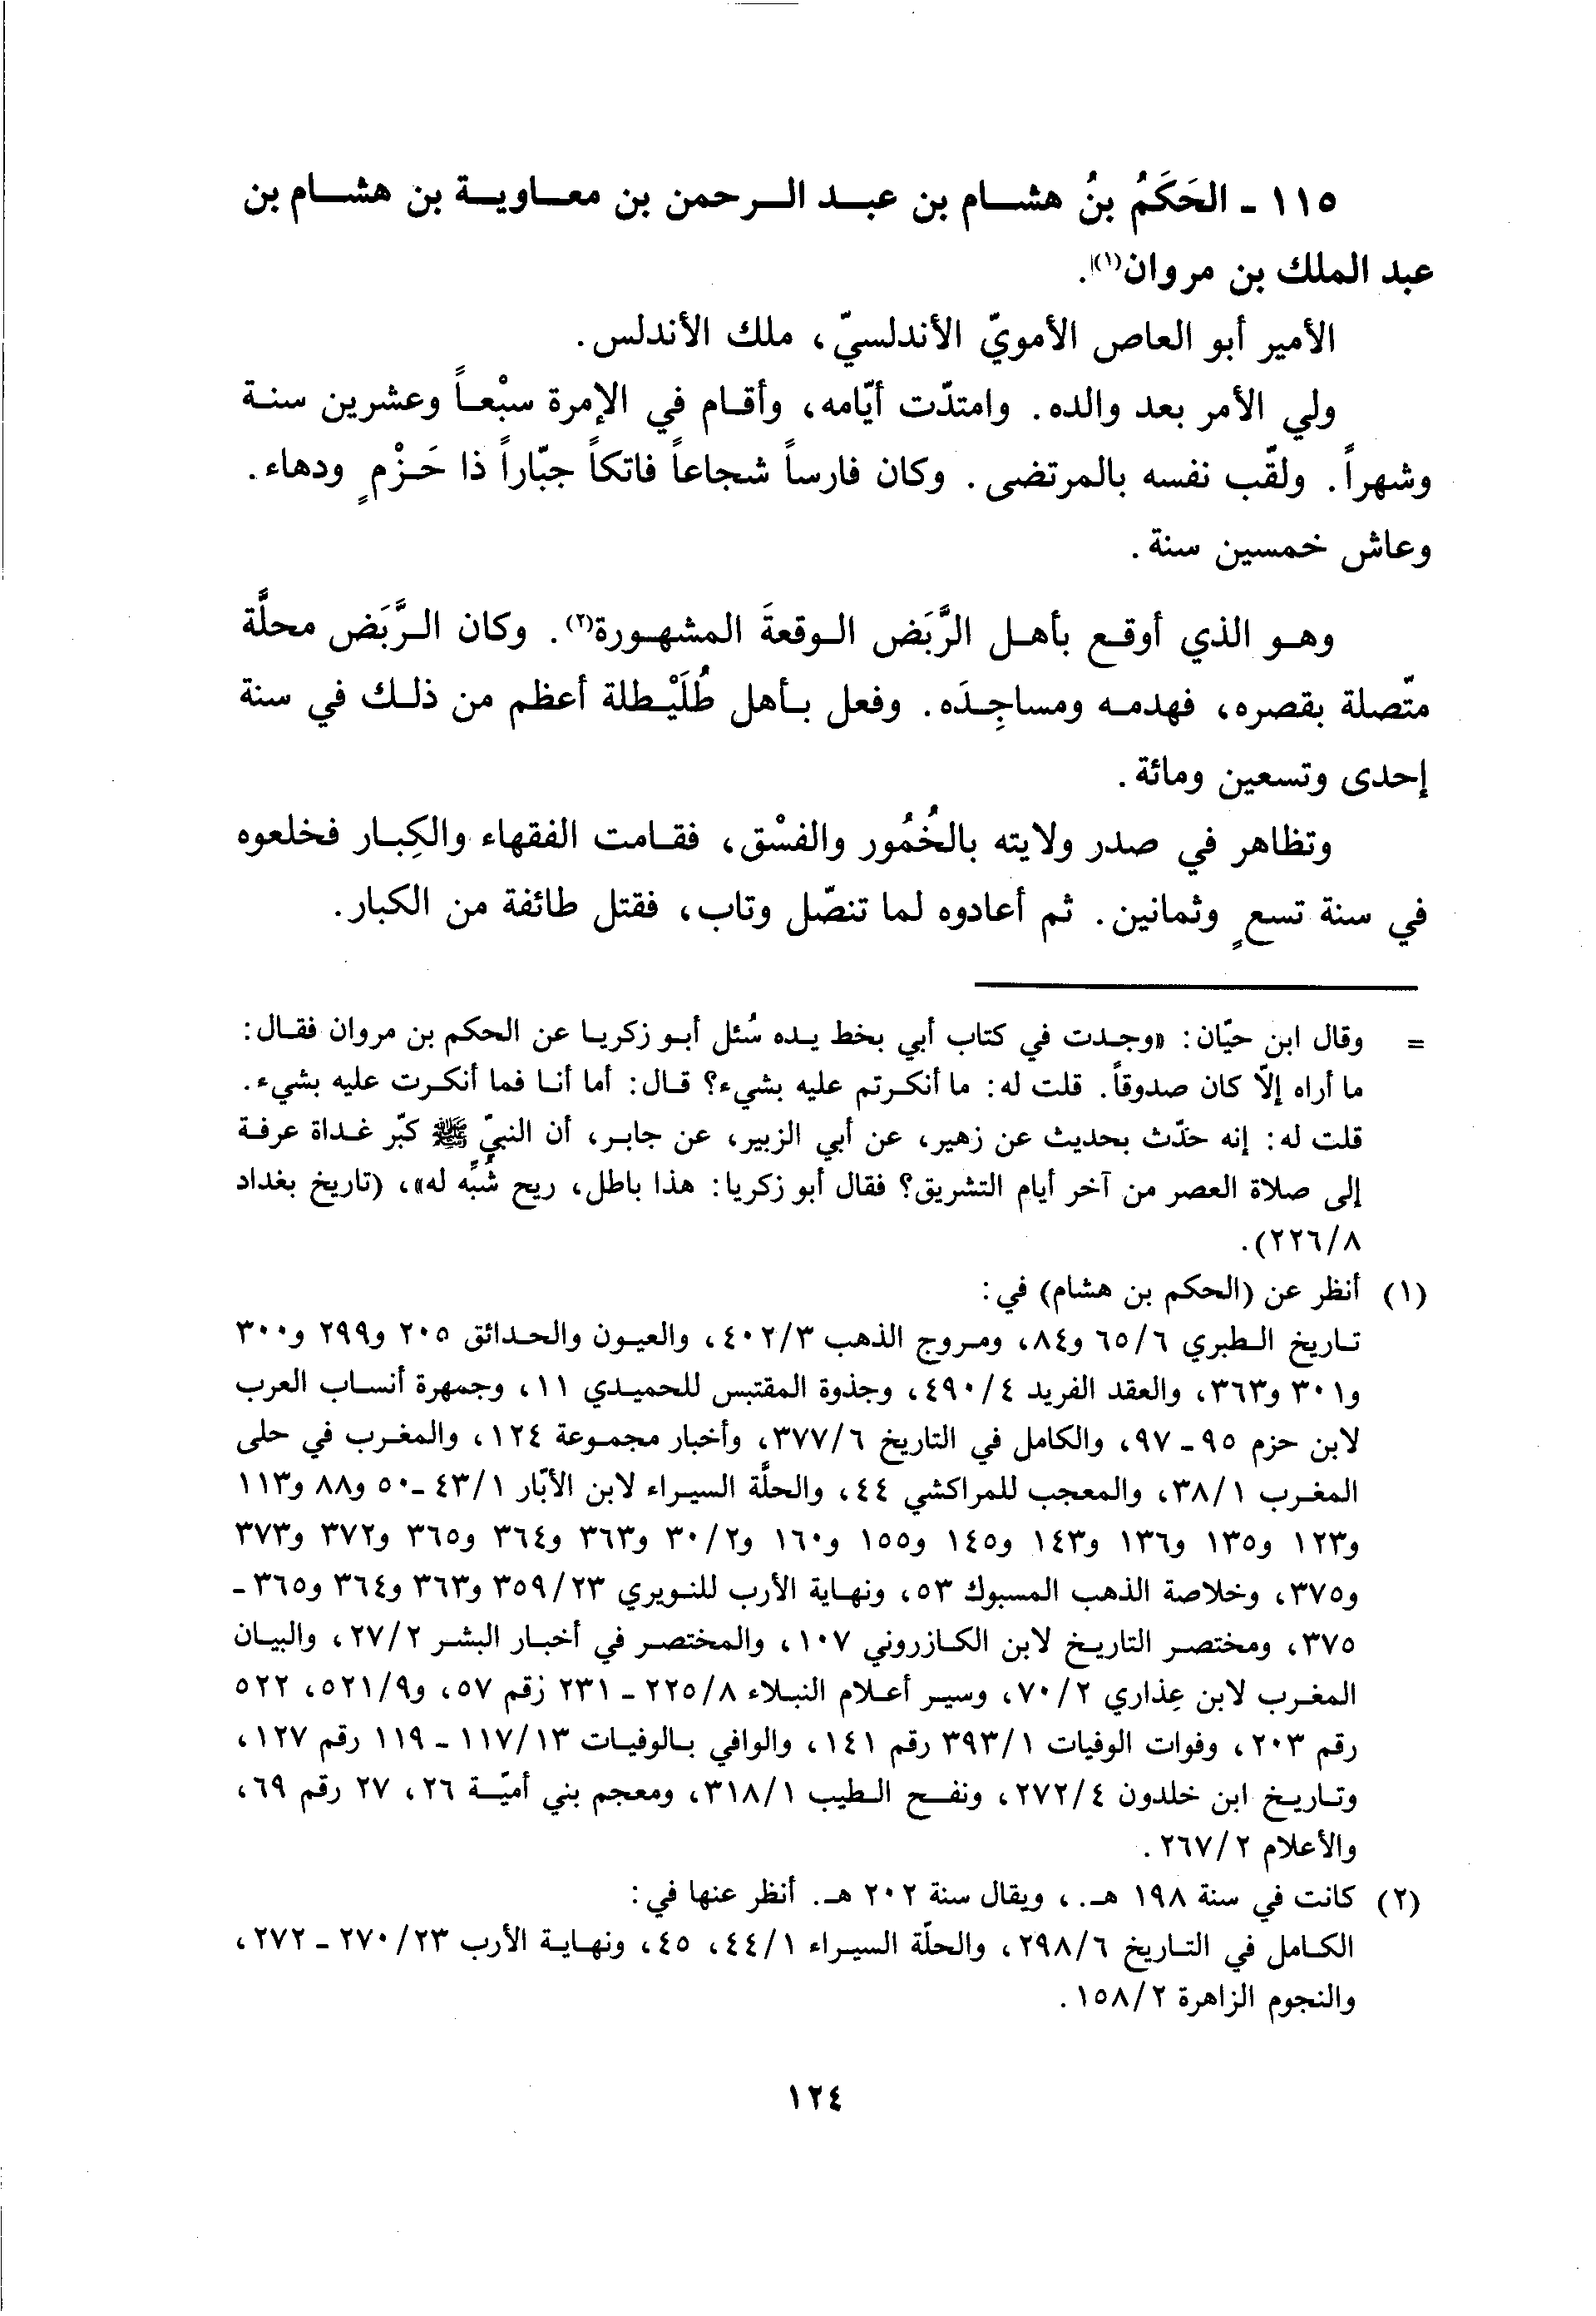 ١١٥ - الحَكَمُ بنُ هشام بن عبد الرحمن بن معاوية بن هشام بن
عبد الملك بن مروان(١).
الأمير أبو العاص الأمويّ الأندلسيّ، ملك الأندلس.
ولي الأمر بعد والده. وامتدّت أيّامه، وأقام في الإمرة سبْعاً وعشرين سنة
وشهراً. ولقّب نفسه بالمرتضى. وكان فارساً شجاعاً فاتكاً جبّاراً ذا حَزْمٍ ودهاء.
وعاش خمسين سنة.
وهو الذي أوقع بأهل الرَّبَض الوقعةَ المشهورة(٢). وكان الرَّبَض محلَّة
متّصلة بقصره، فهدمه ومساجِدَه. وفعل بأهل طُلَيْطلة أعظم من ذلك في سنة
إحدى وتسعين ومائة.
وتظاهر في صدر ولايته بالخُمُور والفسْق، فقامت الفقهاء والكِبار فخلعوه
في سنة تسعٍ وثمانين. ثم أعادوه لما تنصّل وتاب، فقتل طائفة من الكبار.
= وقال ابن حيّان: «وجدت في كتاب أبي بخط يده سُئل أبو زكريا عن الحكم بن مروان فقال:
ما أراه إلّا كان صدوقاً. قلت له: ما أنكرتم عليه بشيء؟ قال: أما أنا فما أنكرت عليه بشيء.
قلت له: إنه حدّث بحديث عن زهير، عن أبي الزبير، عن جابر، أن النبيّ ﷺ كبّر غداة عرفة
إلى صلاة العصر من آخر أيام التشريق؟ فقال أبو زكريا: هذا باطل، ريح شُبِّه له»، (تاريخ بغداد
٢٢٦/٨).
(١) أنظر عن (الحكم بن هشام) في:
تاريخ الطبري ٦٥/٦ و٨٤، ومروج الذهب ٤٠٢/٣، والعيون والحدائق ٢٠٥ و٢٩٩ و٣٠٠
و٣٠١ و٣٦٣، والعقد الفريد ٤٩٠/٤، وجذوة المقتبس للحميدي ١١، وجمهرة أنساب العرب
لابن حزم ٩٥ - ٩٧، والكامل في التاريخ ٣٧٧/٦، وأخبار مجموعة ١٢٤، والمغرب في حلى
المغرب ٣٨/١، والمعجب للمراكشي ٤٤، والحلّة السيراء لابن الأبّار ٤٣/١ - ٥٠ و٨٨ و١١٣
و١٢٣ و١٣٥ و١٣٦ و١٤٣ و١٤٥ و١٥٥ و١٦٠ و٣٠/٢ و٣٦٣ و٣٦٤ و٣٦٥ و٣٧٢ و٣٧٣
و٣٧٥، وخلاصة الذهب المسبوك ٥٣، ونهاية الأرب للنويري ٣٥٩/٢٣ و٣٦٣ و٣٦٤ و٣٦٥ -
٣٧٥، ومختصر التاريخ لابن الكازروني ١٠٧، والمختصر في أخبار البشر ٢٧/٢، والبيان
المغرب لابن عِذاري ٧٠/٢، وسير أعلام النبلاء ٢٢٥/٨ - ٢٣١ زقم ٥٧، و٥٢١/٩، ٥٢٢
رقم ٢٠٣، وفوات الوفيات ٣٩٣/١ رقم ١٤١، والوافي بالوفيات ١١٧/١٣ - ١١٩ رقم ١٢٧،
وتاريخ ابن خلدون ٢٧٢/٤، ونفح الطيب ٣١٨/١، ومعجم بني أميّة ٢٦، ٢٧ رقم ٦٩،
والأعلام ٢٦٧/٢.
(٢) كانت في سنة ١٩٨ هـ.، ويقال سنة ٢٠٢ هـ. أنظر عنها في:
الكامل في التاريخ ٢٩٨/٦، والحلّة السيراء ٤٤/١، ٤٥، ونهاية الأرب ٢٧٠/٢٣ - ٢٧٢،
والنجوم الزاهرة ١٥٨/٢.
١٢٤